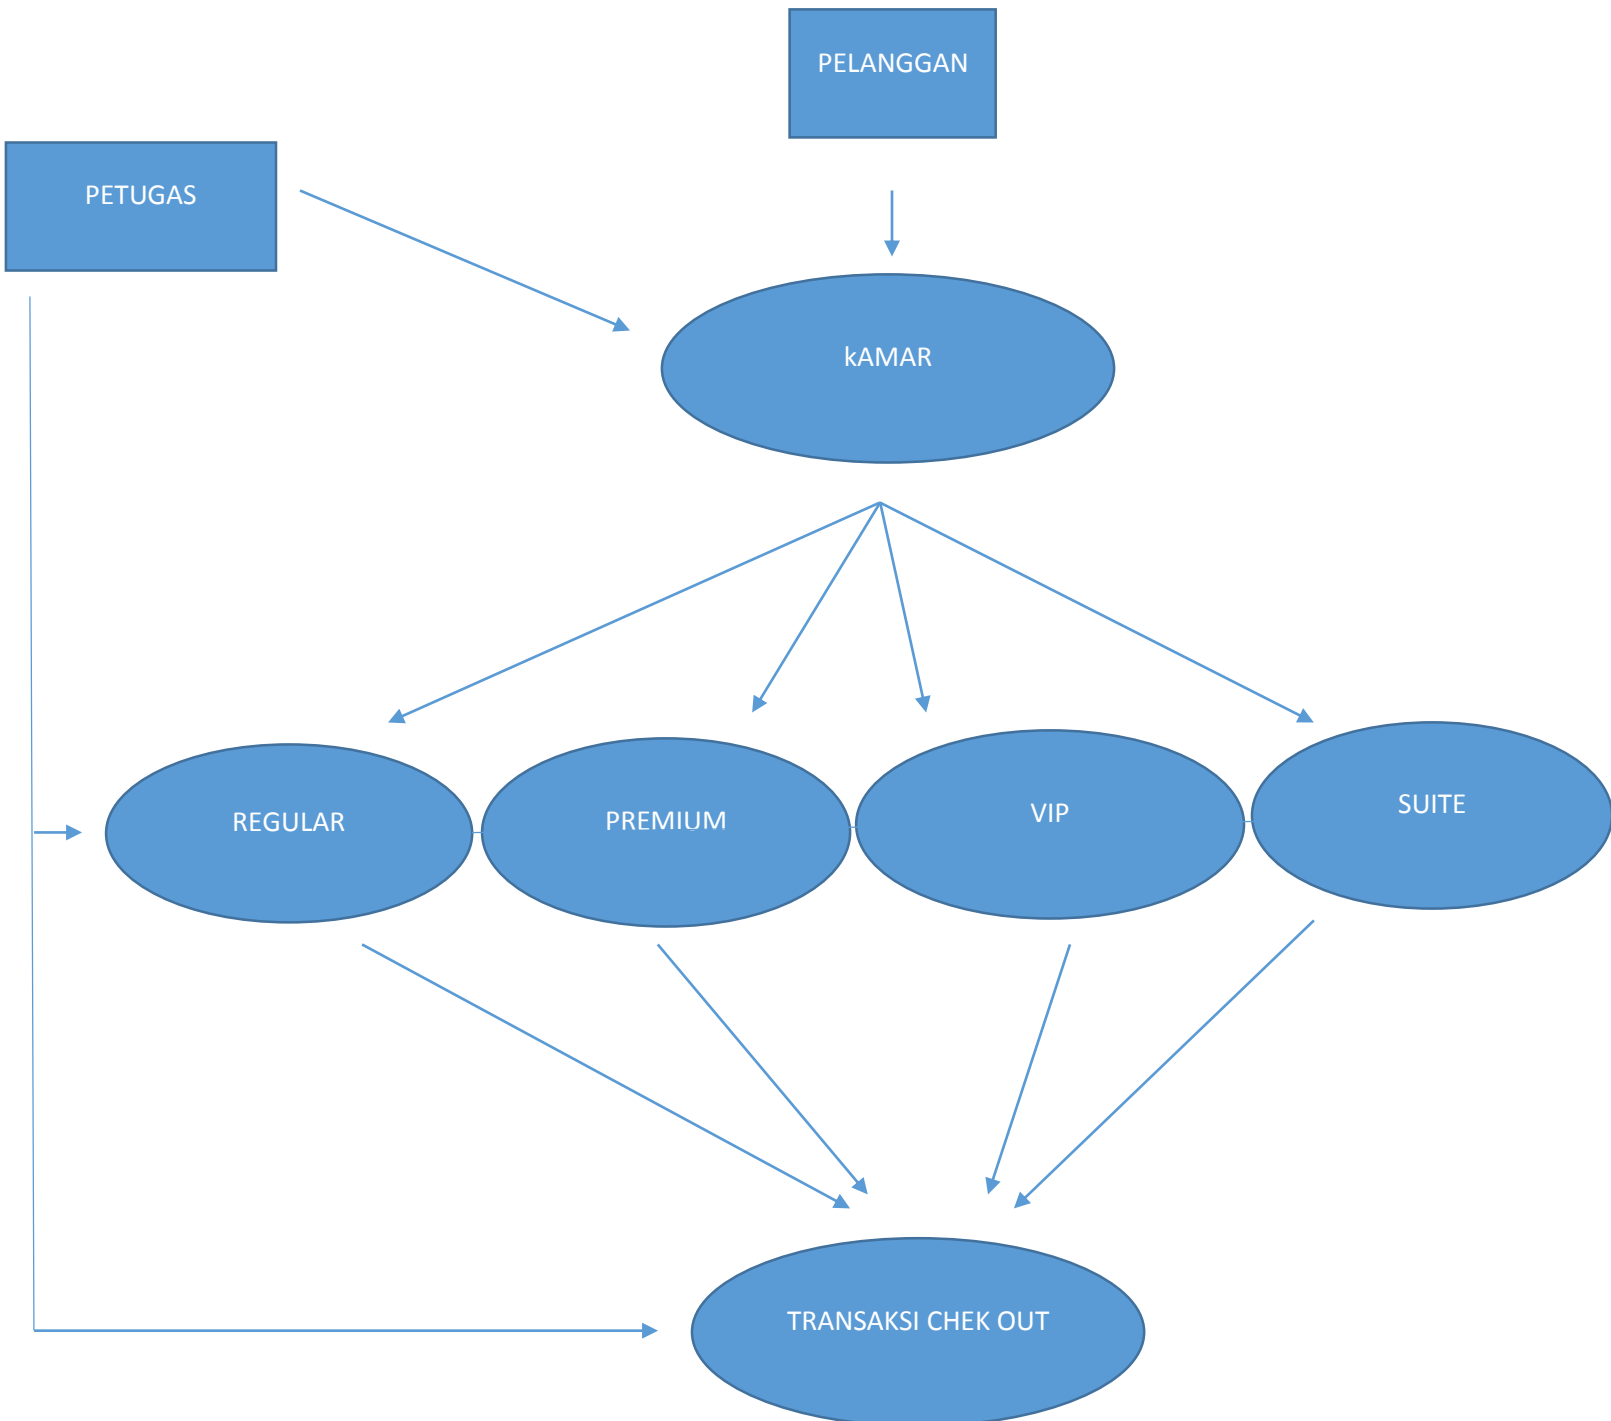 PELANGGAN
PETUGAS
kAMAR
REGULAR
PREMIUM
VIP
SUITE
TRANSAKSI CHEK OUT